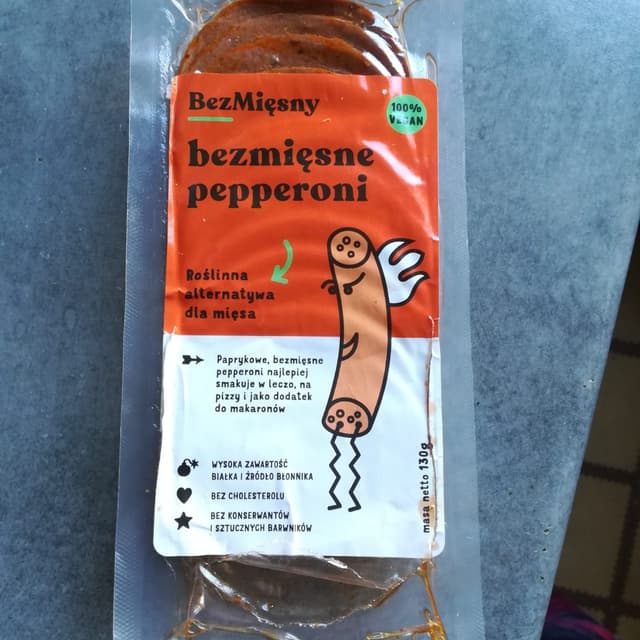 BezMięsny
100%
VEGAN
bezmięsne
pepperoni
Roślinna
alternatywa
dla mięsa
Paprykowe, bezmięsne
pepperoni najlepiej
smakuje w leczo, na
pizzy i jako dodatek
do makaronów
WYSOKA ZAWARTOŚĆ
BIAŁKA I ŹRÓDŁO BŁONNIKA
BEZ CHOLESTEROLU
BEZ KONSERWANTÓW
I SZTUCZNYCH BARWNIKÓW
masa netto 130g